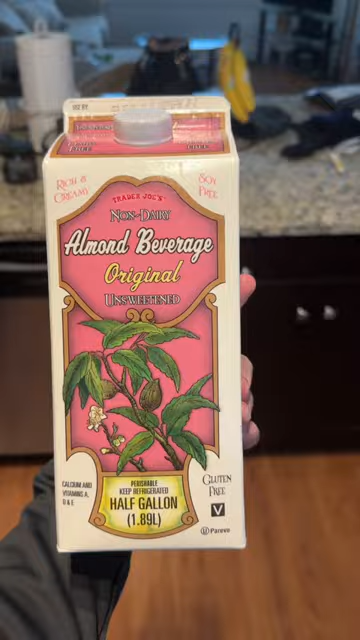 RICH &
CREAMY
SOY
FREE
TRADER JOE'S
NON-DAIRY
Almond Beverage
Original
UNSWEETENED
CALCIUM AND
VITAMINS A,
D & E
PERISHABLE
KEEP REFRIGERATED
HALF GALLON
(1.89L)
GLUTEN
FREE
V
U Pareve